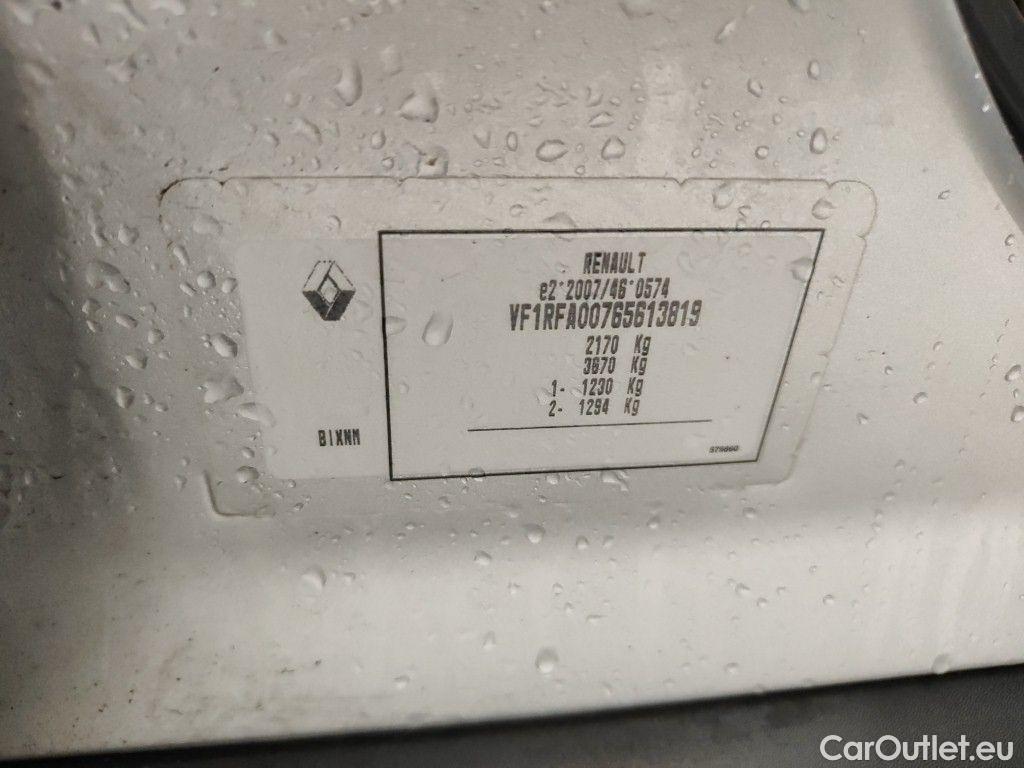 RENAULT
e2*2007/46*0574
VF1RFA00765613819
2170 Kg
3670 Kg
1- 1230 Kg
2- 1294 Kg
BIXNM
CarOutlet.eu